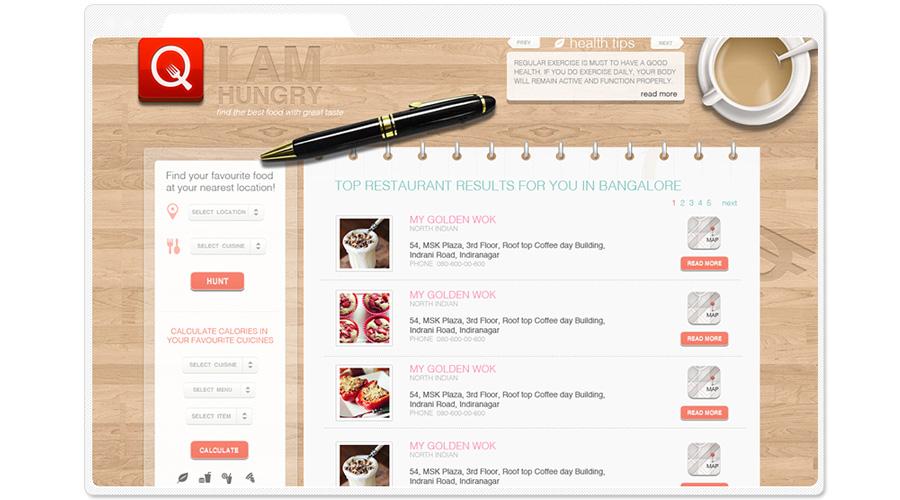 I AM
HUNGRY
find the best food with great taste
PREV
health tips
NEXT
REGULAR EXERCISE IS MUST TO HAVE A GOOD
HEALTH. IF YOU DO EXERCISE DAILY, YOUR BODY
WILL REMAIN ACTIVE AND FUNCTION PROPERLY.
read more
Find your favourite food
at your nearest location!
SELECT LOCATION
SELECT CUISINE
HUNT
CALCULATE CALORIES IN
YOUR FAVOURITE CUICINES
SELECT CUISINE
SELECT MENU
SELECT ITEM
CALCULATE
TOP RESTAURANT RESULTS FOR YOU IN BANGALORE
1 2 3 4 5 next
MY GOLDEN WOK
NORTH INDIAN
54, MSK Plaza, 3rd Floor, Roof top Coffee day Building,
Indrani Road, Indiranagar
PHONE 080-600-00-600
MAP
READ MORE
MY GOLDEN WOK
NORTH INDIAN
54, MSK Plaza, 3rd Floor, Roof top Coffee day Building,
Indrani Road, Indiranagar
PHONE 080-600-00-600
MAP
READ MORE
MY GOLDEN WOK
NORTH INDIAN
54, MSK Plaza, 3rd Floor, Roof top Coffee day Building,
Indrani Road, Indiranagar
PHONE 080-600-00-600
MAP
READ MORE
MY GOLDEN WOK
NORTH INDIAN
54, MSK Plaza, 3rd Floor, Roof top Coffee day Building,
Indrani Road, Indiranagar
PHONE 080-600-00-600
MAP